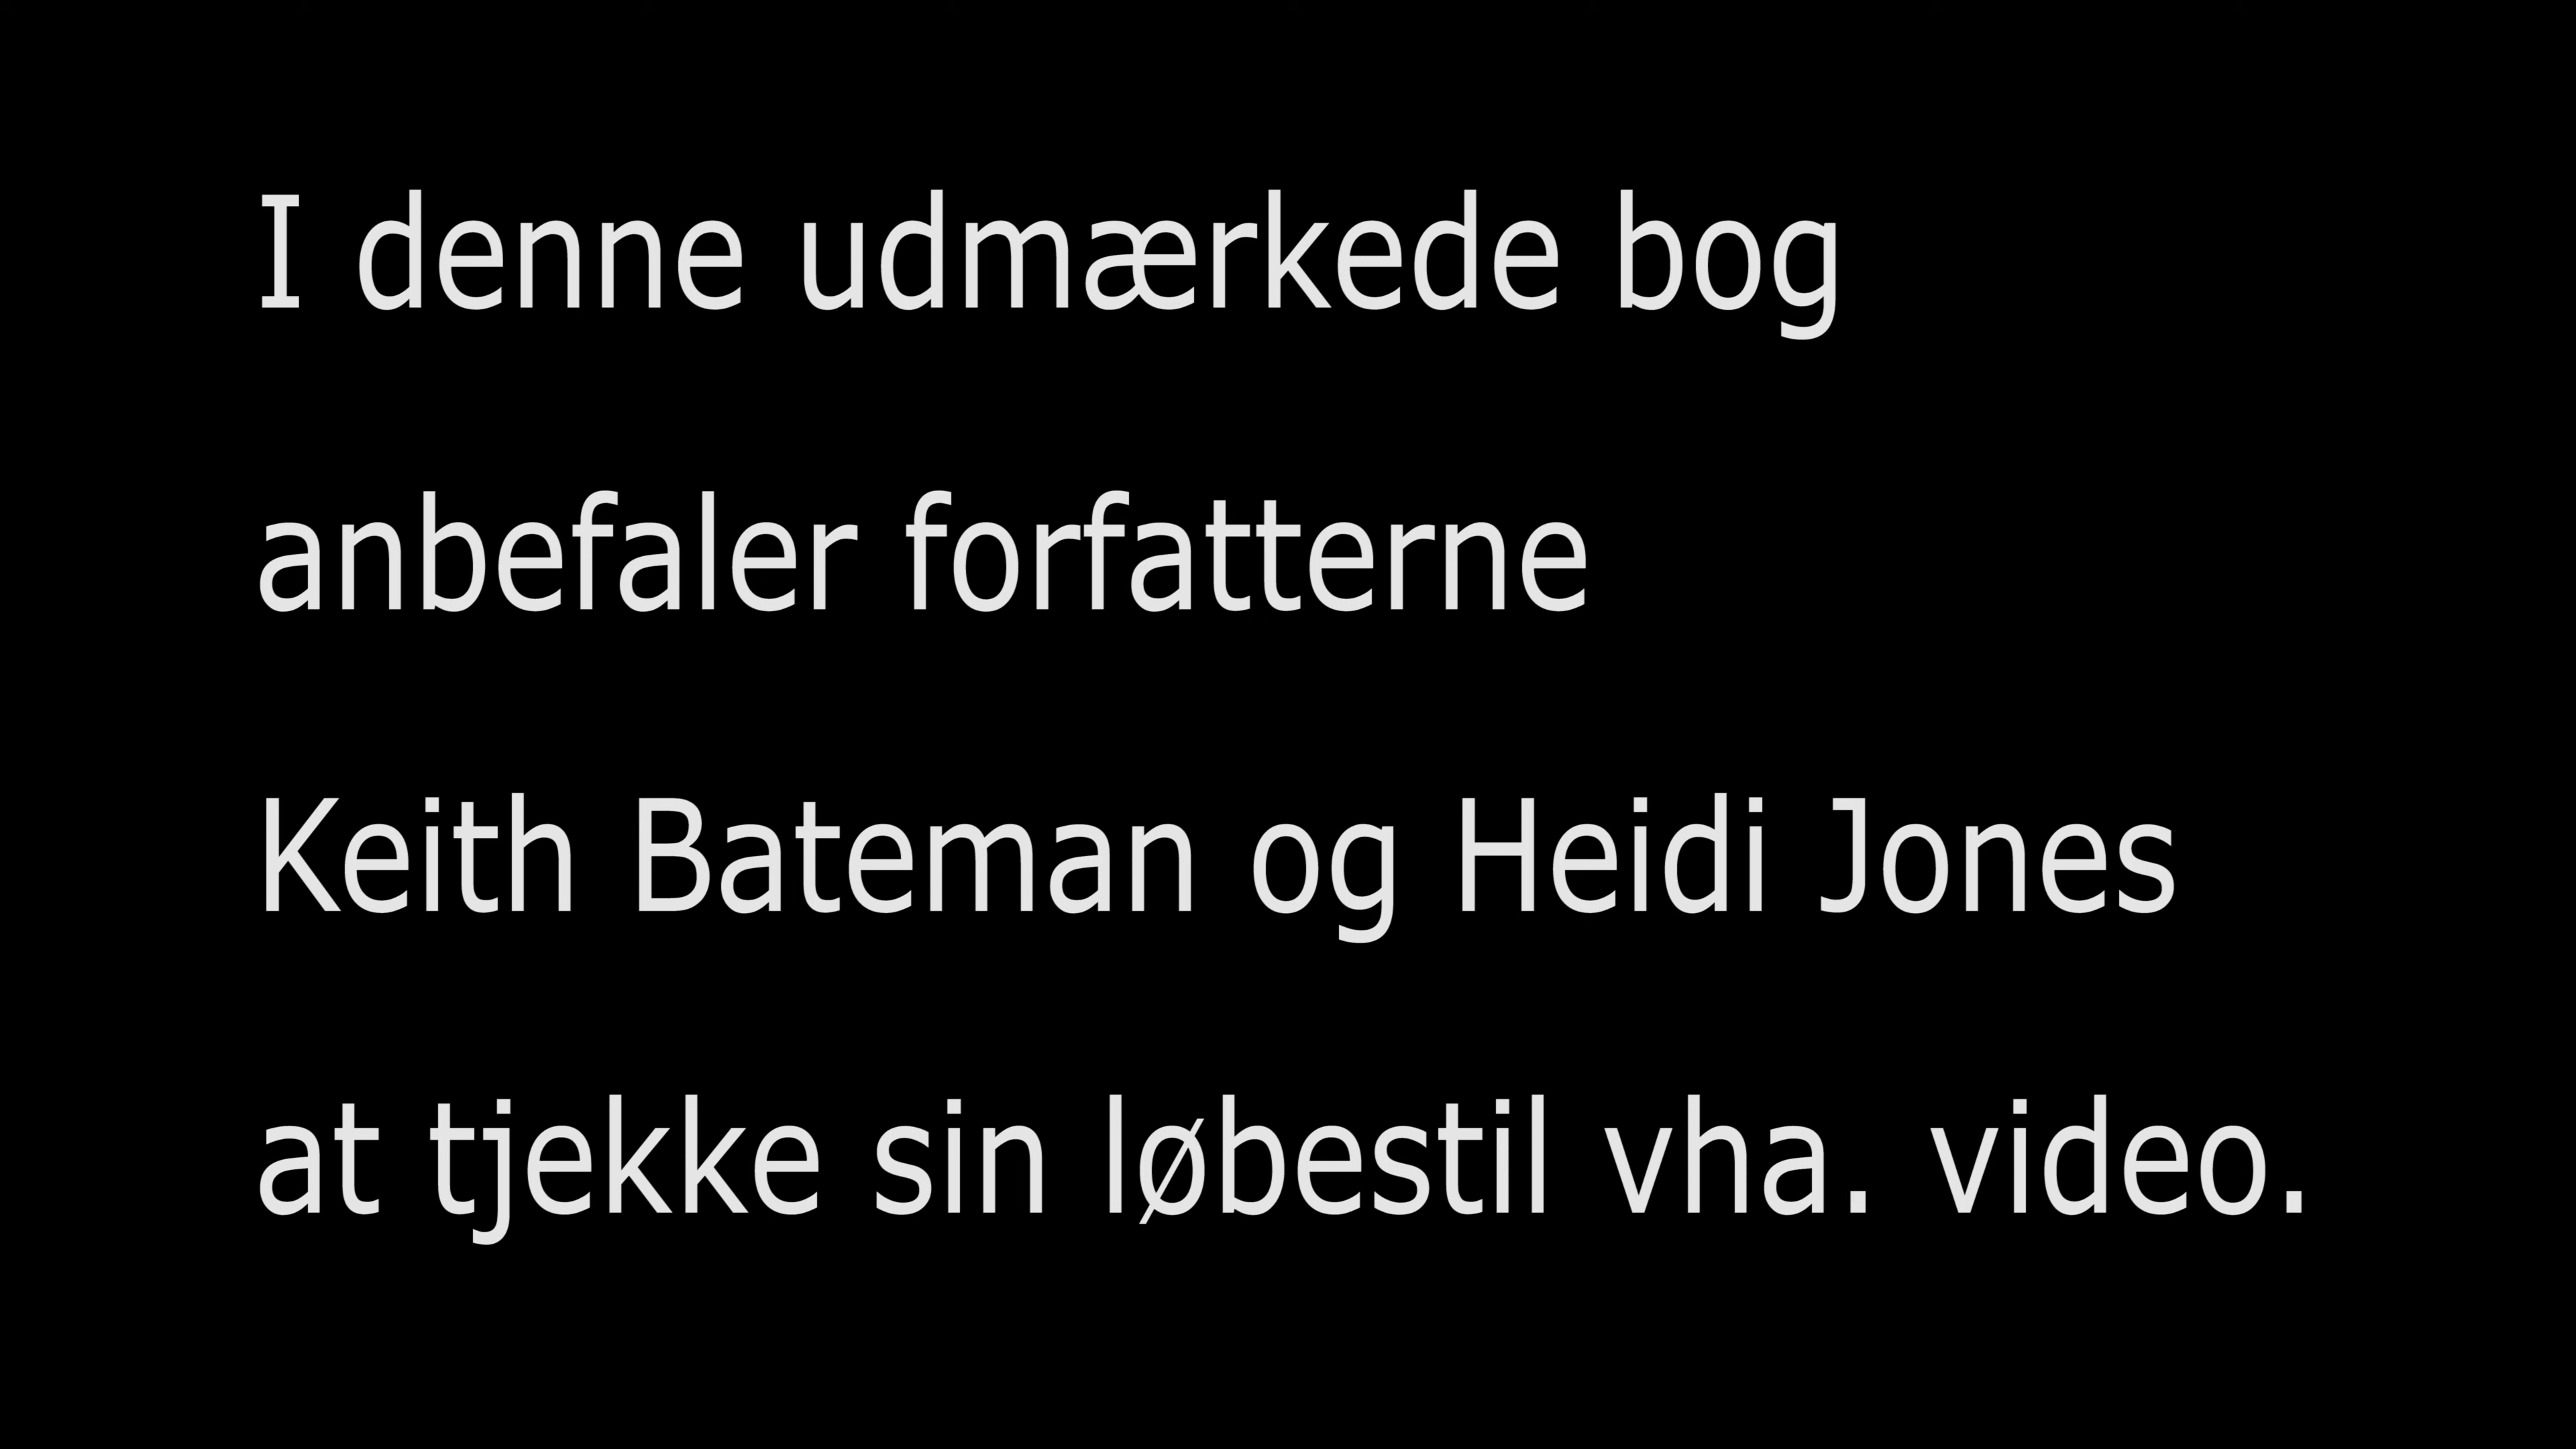 I denne udmærkede bog
anbefaler forfatterne
Keith Bateman og Heidi Jones
at tjekke sin løbestil vha. video.